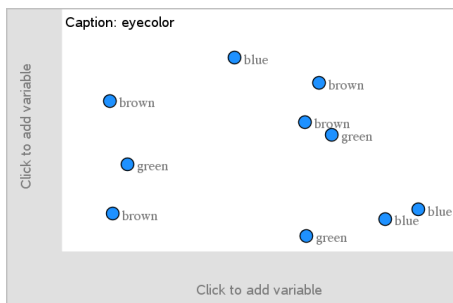 Caption: eyecolor
blue
brown
brown
brown
green
green
brown
blue
blue
green
Click to add variable
Click to add variable